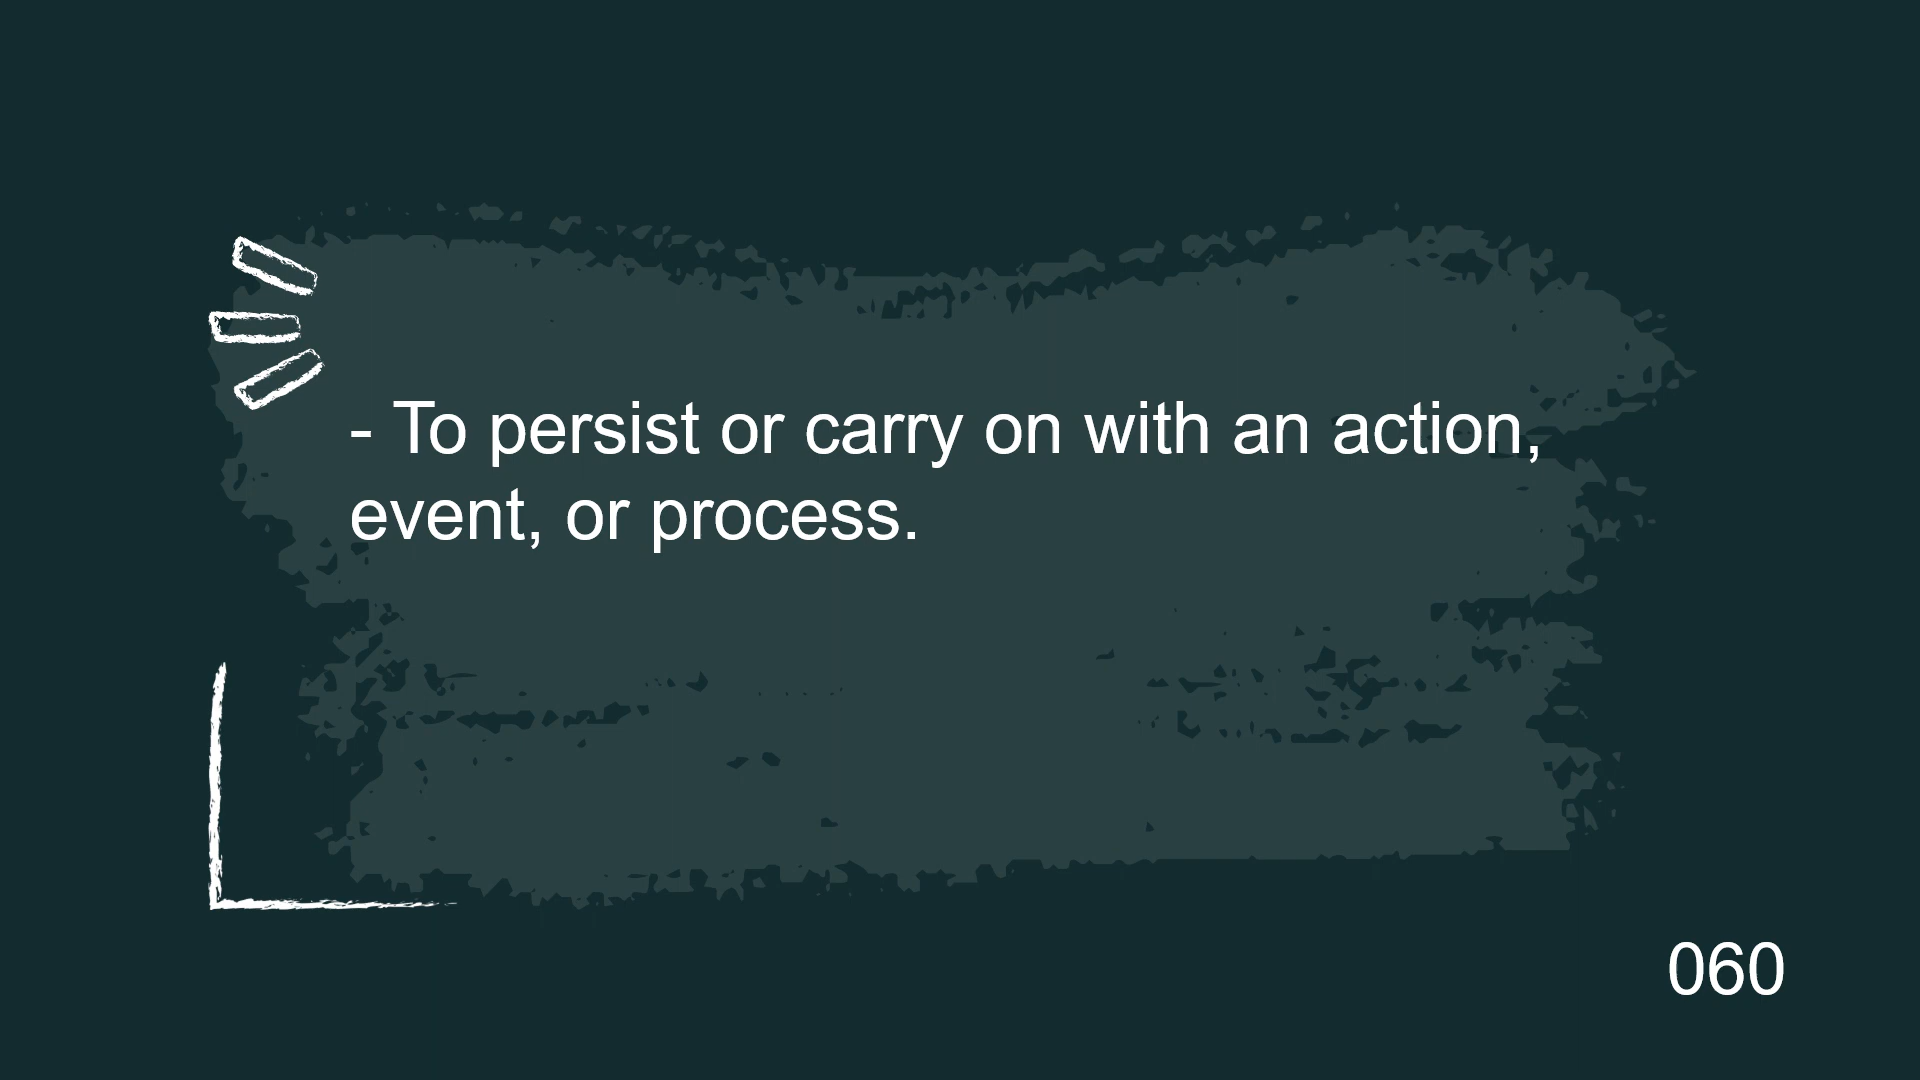 - To persist or carry on with an action,
event, or process.
060